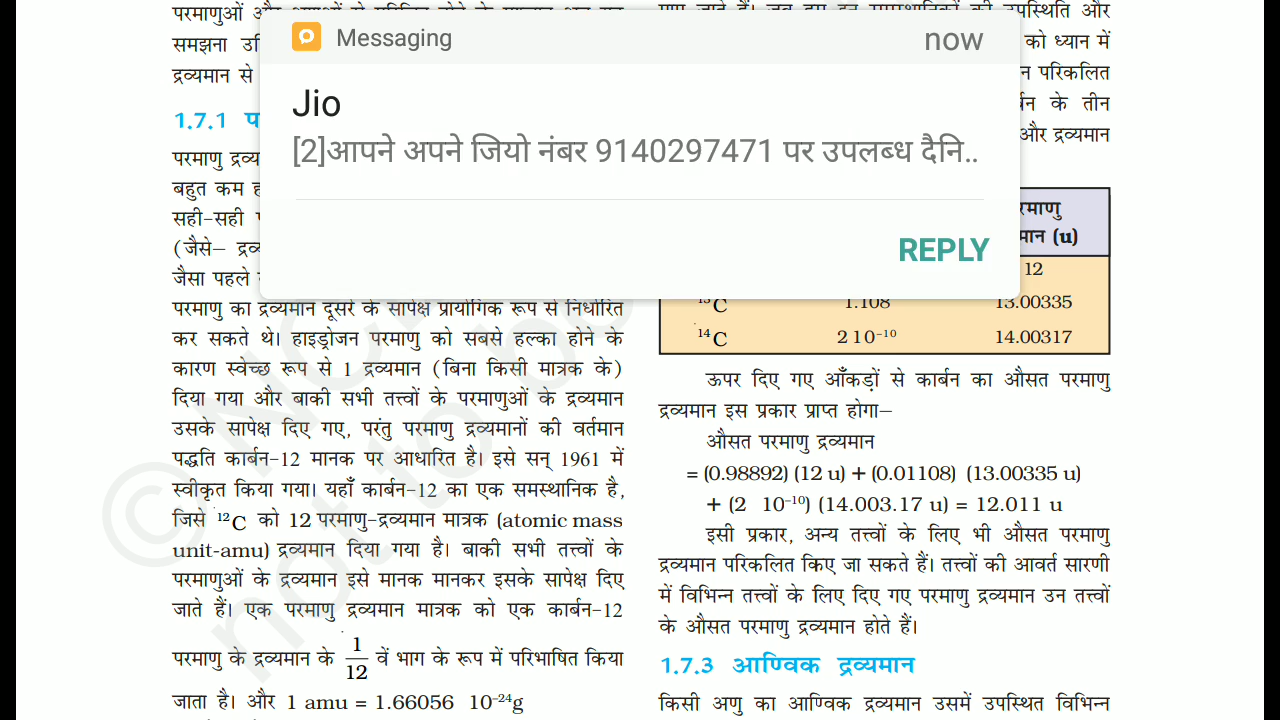 परमाणुओं
समझना
द्रव्यमान से
1.7.1
परमाणु
बहुत कम
सही-सही
(जैसे–
जैसा पहले
परमाणु का द्रव्यमान दूसरे के सापेक्ष प्रायोगिक रूप से निर्धारित
कर सकते थे। हाइड्रोजन परमाणु को सबसे हल्का होने के
कारण स्वेच्छ रूप से 1 द्रव्यमान (बिना किसी मात्रक के)
दिया गया और बाकी सभी तत्त्वों के परमाणुओं के द्रव्यमान
उसके सापेक्ष दिए गए, परंतु परमाणु द्रव्यमानों की वर्तमान
पद्धति कार्बन-12 मानक पर आधारित है। इसे सन् 1961 में
स्वीकृत किया गया। यहाँ कार्बन-12 का एक समस्थानिक है,
जिसे ¹²C को 12 परमाणु-द्रव्यमान मात्रक (atomic mass
unit-amu) द्रव्यमान दिया गया है। बाकी सभी तत्त्वों के
परमाणुओं के द्रव्यमान इसे मानक मानकर इसके सापेक्ष दिए
जाते हैं। एक परमाणु द्रव्यमान मात्रक को एक कार्बन-12
परमाणु के द्रव्यमान के 1/12 वें भाग के रूप में परिभाषित किया
जाता है। और 1 amu = 1.66056 10⁻²⁴g
Messaging now
Jio
[2]आपने अपने जियो नंबर 9140297471 पर उपलब्ध दैनि..
REPLY
उपस्थिति और
को ध्यान में
परिकलित
के तीन
और द्रव्यमान
(u)
12
¹³C 1.108 13.00335
¹⁴C 2 10⁻¹⁰ 14.00317
ऊपर दिए गए आँकड़ों से कार्बन का औसत परमाणु
द्रव्यमान इस प्रकार प्राप्त होगा–
औसत परमाणु द्रव्यमान
= (0.98892) (12 u) + (0.01108) (13.00335 u)
+ (2 10⁻¹⁰) (14.003.17 u) = 12.011 u
इसी प्रकार, अन्य तत्त्वों के लिए भी औसत परमाणु
द्रव्यमान परिकलित किए जा सकते हैं। तत्त्वों की आवर्त सारणी
में विभिन्न तत्त्वों के लिए दिए गए परमाणु द्रव्यमान उन तत्त्वों
के औसत परमाणु द्रव्यमान होते हैं।
1.7.3 आण्विक द्रव्यमान
किसी अणु का आण्विक द्रव्यमान उसमें उपस्थित विभिन्न